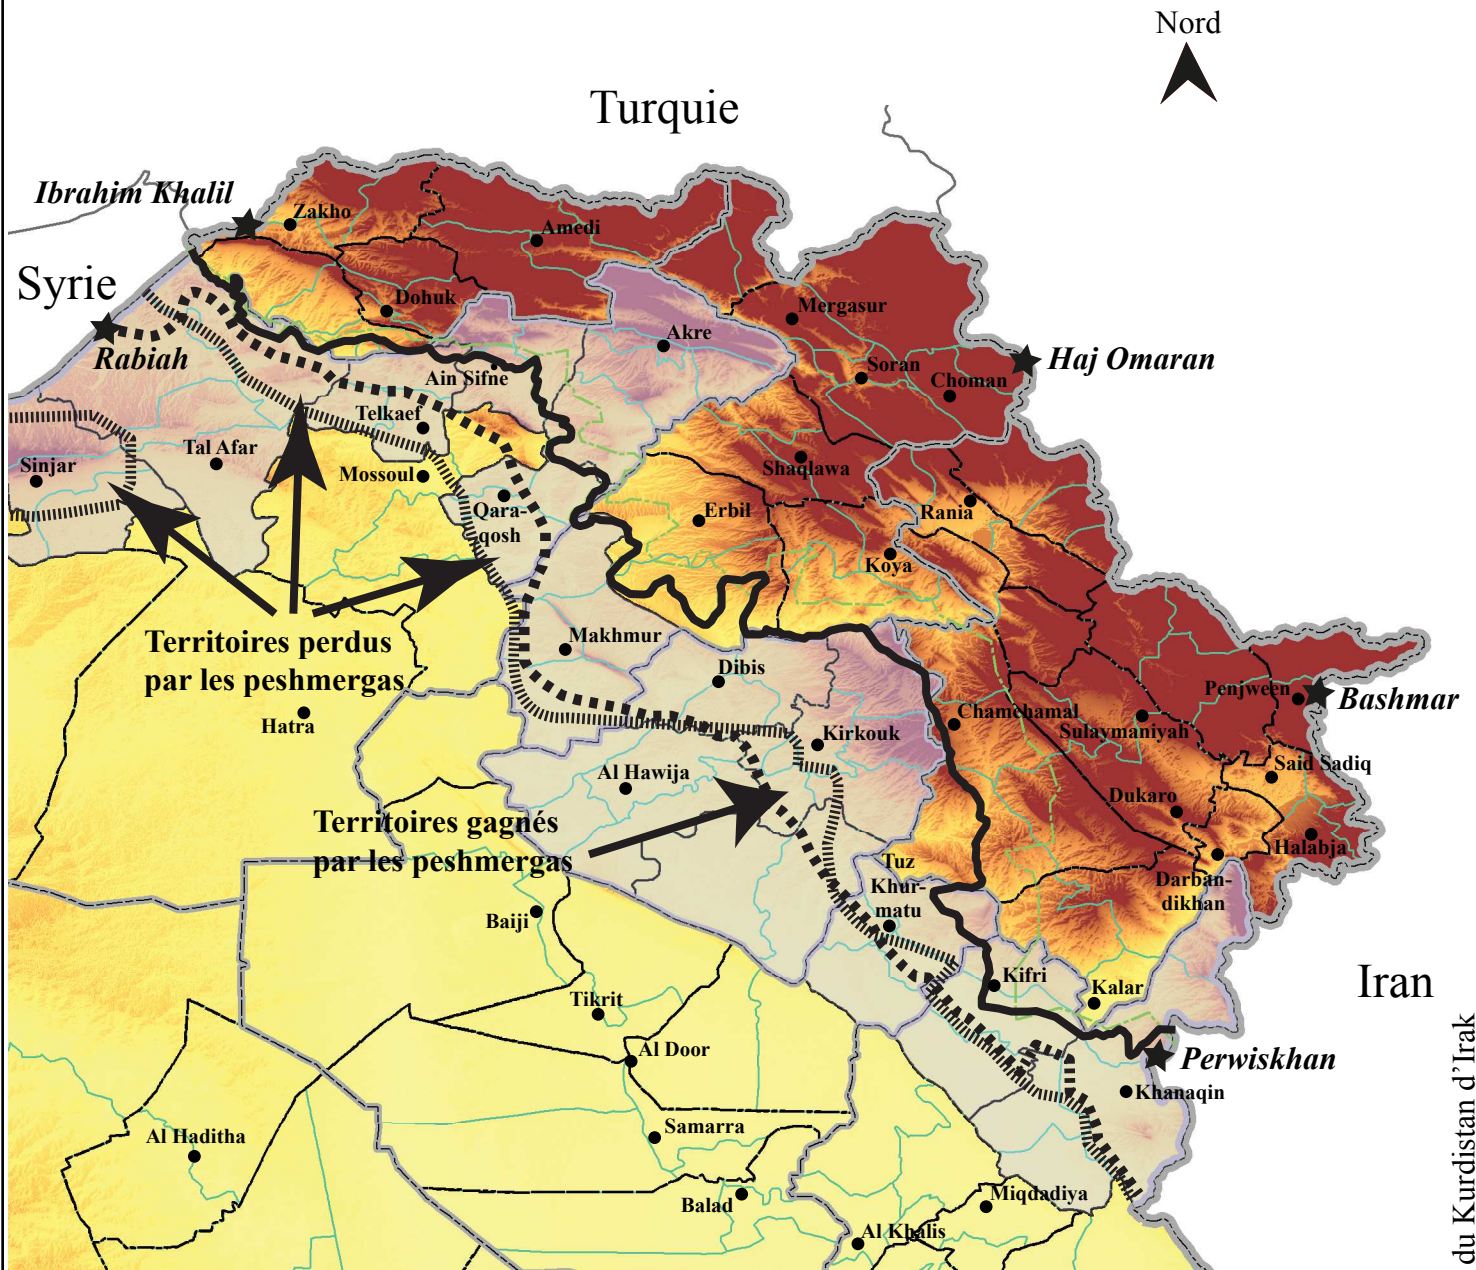 Nord
Turquie
Ibrahim Khalil
Zakho
Amedi
Syrie
Dohuk
Mergasur
Akre
Rabiah
Haj Omaran
Soran
Choman
Ain Sifne
Telkaef
Tal Afar
Sinjar
Mossoul
Shaqlawa
Qara-
qosh
Erbil
Rania
Koya
Territoires perdus
par les peshmergas
Makhmur
Dibis
Hatra
Penjween
Bashmar
Chamchamal
Sulaymaniyah
Kirkouk
Al Hawija
Said Sadiq
Dukaro
Territoires gagnés
par les peshmergas
Halabja
Tuz
Khur-
matu
Darban-
dikhan
Baiji
Kifri
Kalar
Iran
Tikrit
Al Door
Perwiskhan
Khanaqin
Al Haditha
Samarra
Balad
Miqdadiya
Al Khalis
du Kurdistan d'Irak